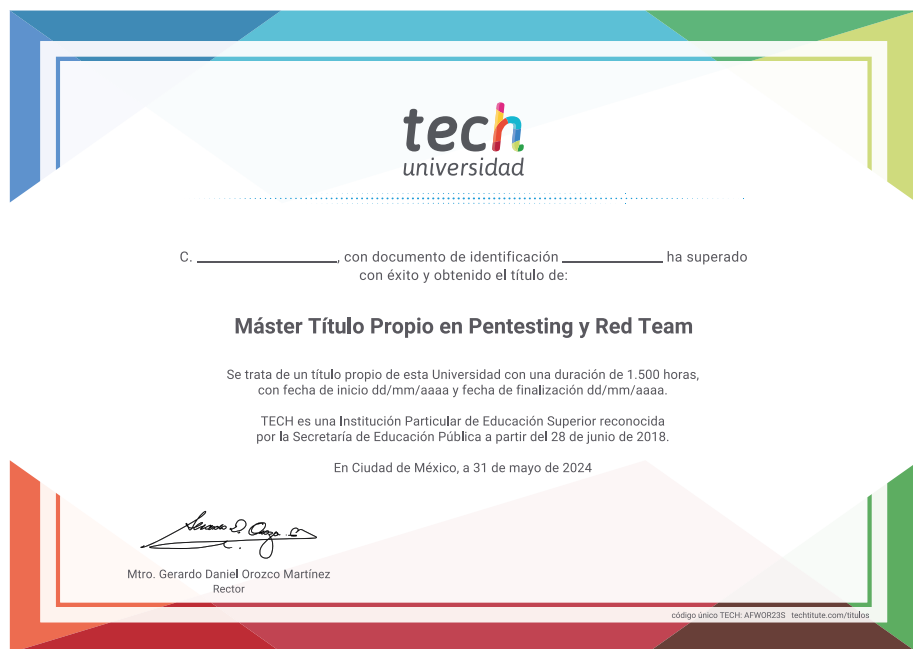 tech
universidad
C. ____________________, con documento de identificación ______________ ha superado
con éxito y obtenido el título de:
Máster Título Propio en Pentesting y Red Team
Se trata de un título propio de esta Universidad con una duración de 1.500 horas,
con fecha de inicio dd/mm/aaaa y fecha de finalización dd/mm/aaaa.
TECH es una Institución Particular de Educación Superior reconocida
por la Secretaría de Educación Pública a partir del 28 de junio de 2018.
En Ciudad de México, a 31 de mayo de 2024
Mtro. Gerardo Daniel Orozco Martínez
Rector
código único TECH: AFWOR23S techtitute.com/titulos